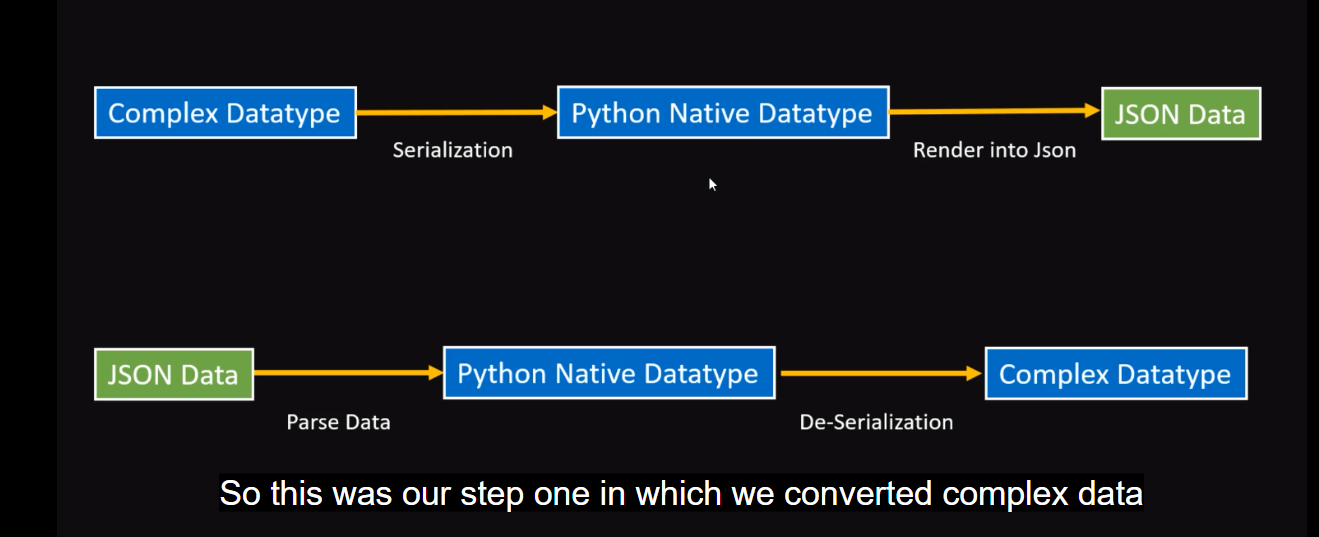 Complex Datatype
Python Native Datatype
JSON Data
Serialization
Render into Json
JSON Data
Python Native Datatype
Complex Datatype
Parse Data
De-Serialization
So this was our step one in which we converted complex data